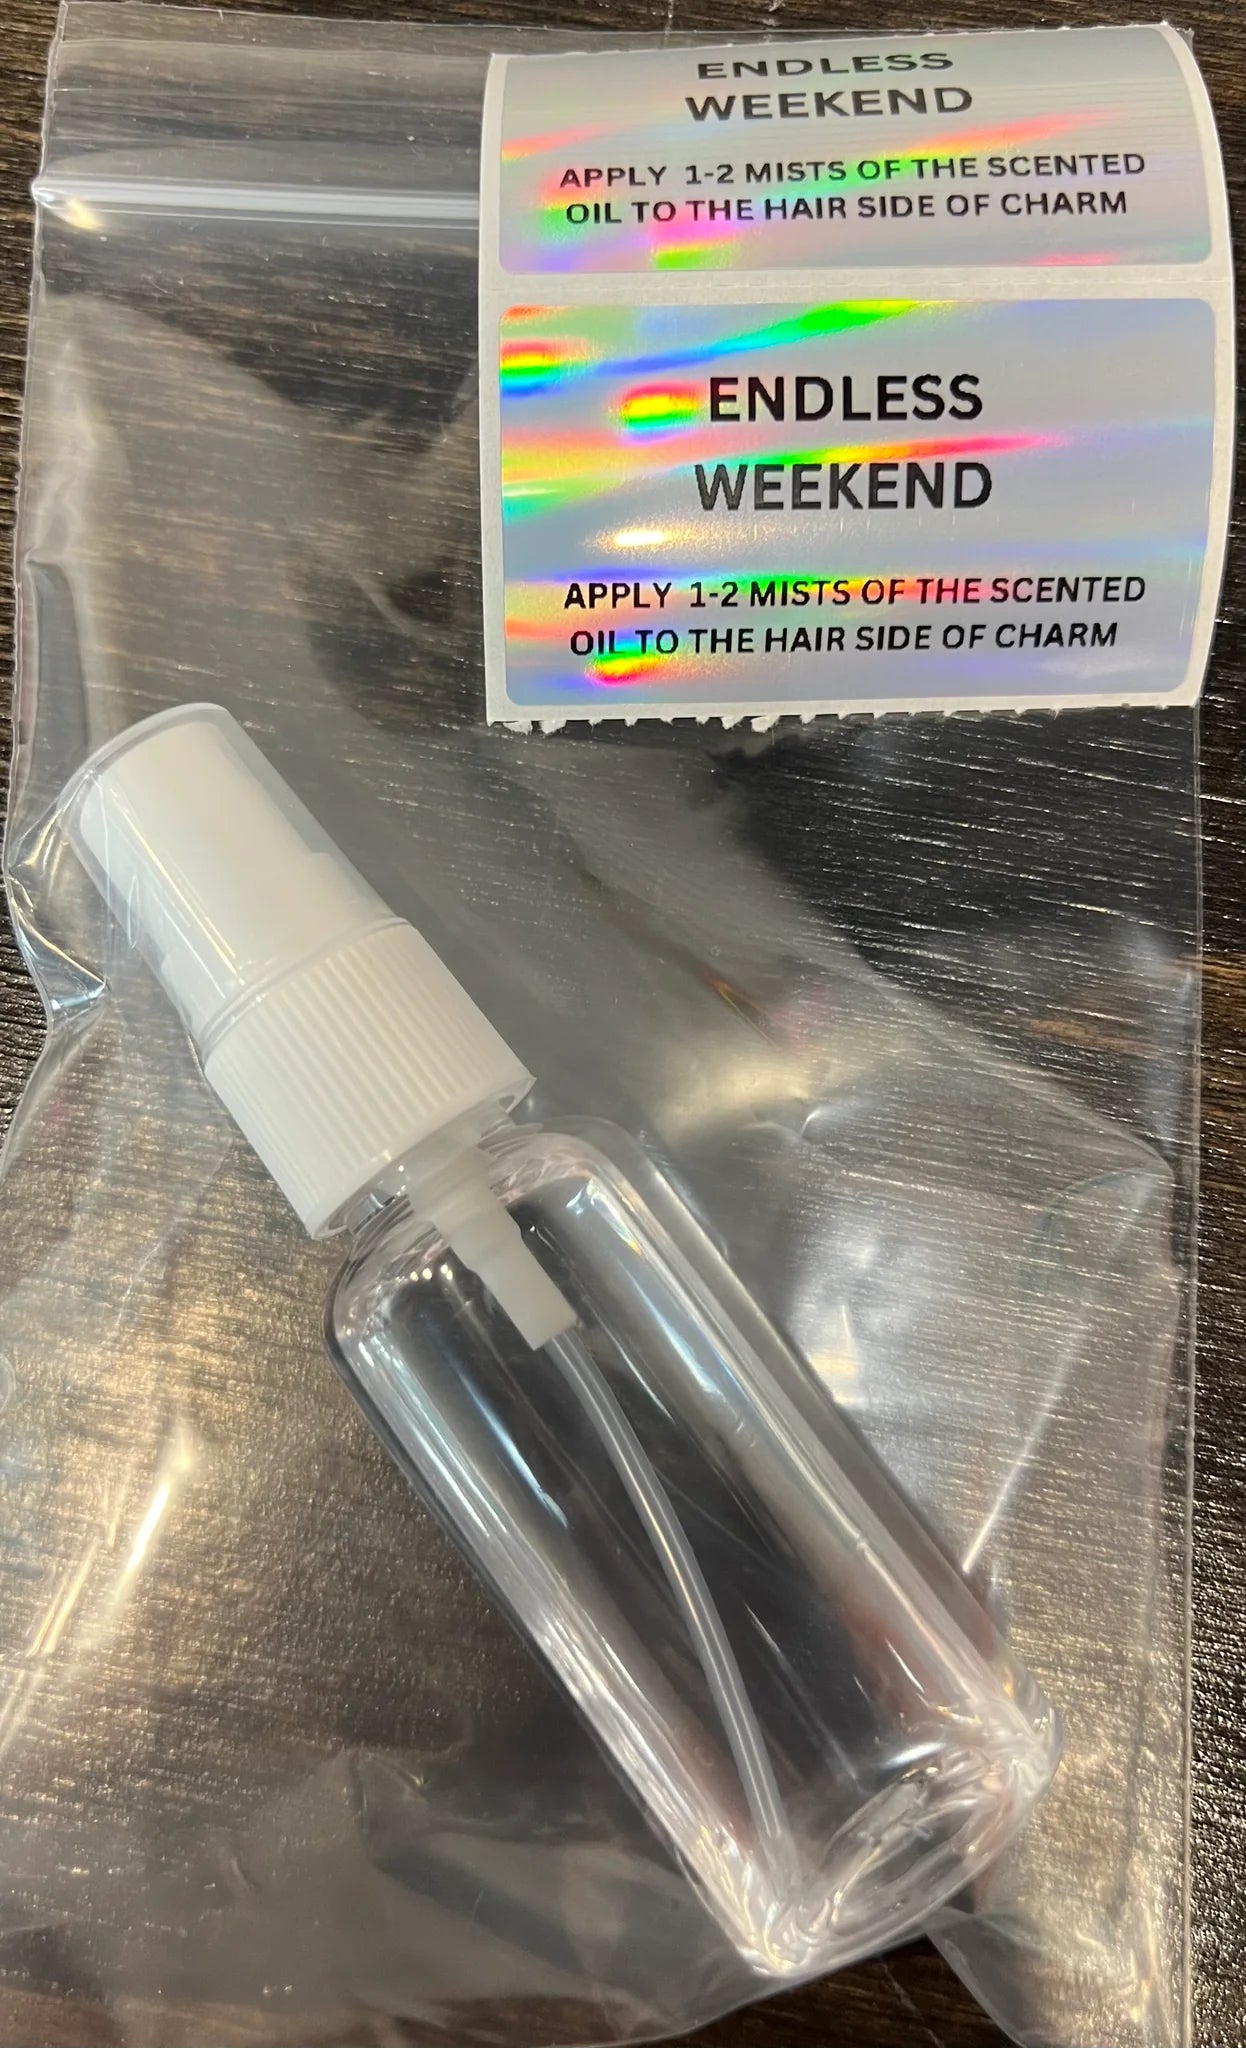 ENDLESS
WEEKEND
APPLY 1-2 MISTS OF THE SCENTED
OIL TO THE HAIR SIDE OF CHARM
ENDLESS
WEEKEND
APPLY 1-2 MISTS OF THE SCENTED
OIL TO THE HAIR SIDE OF CHARM